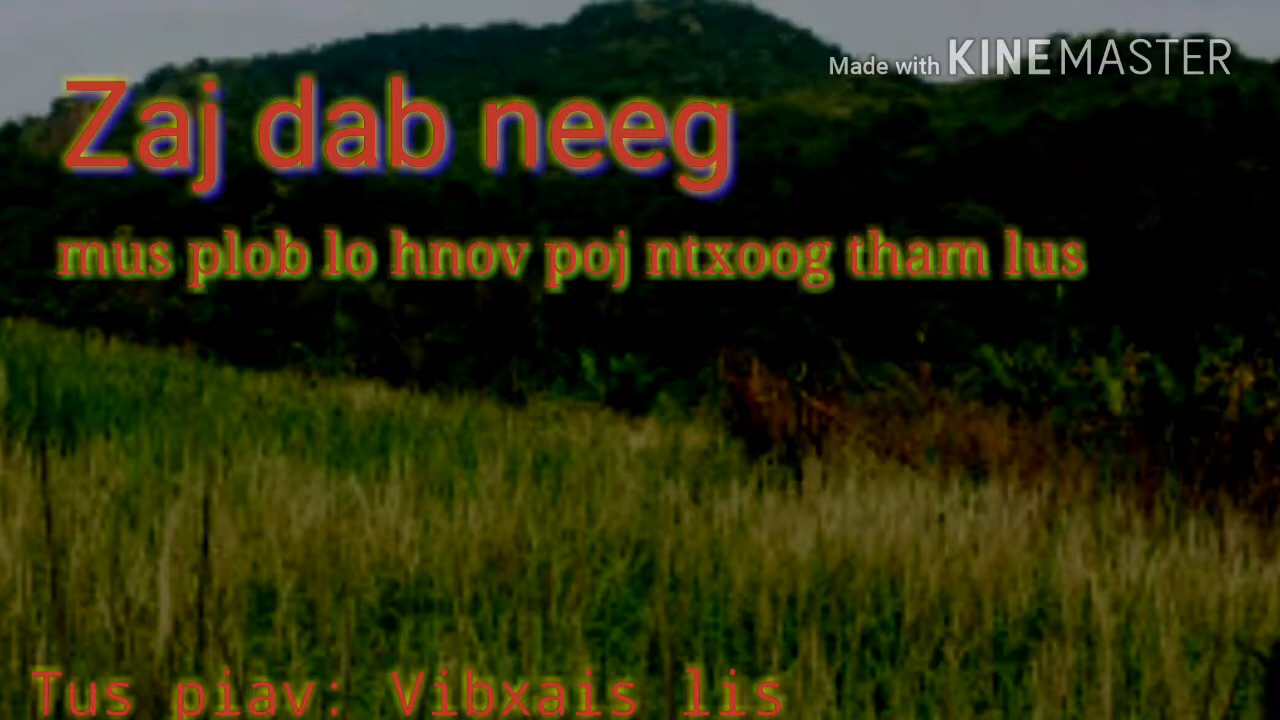 Made with KINEMASTER
Zaj dab neeg
mus plob lo hnov poj ntxoog tham lus
Tus piav: Vibxais lis